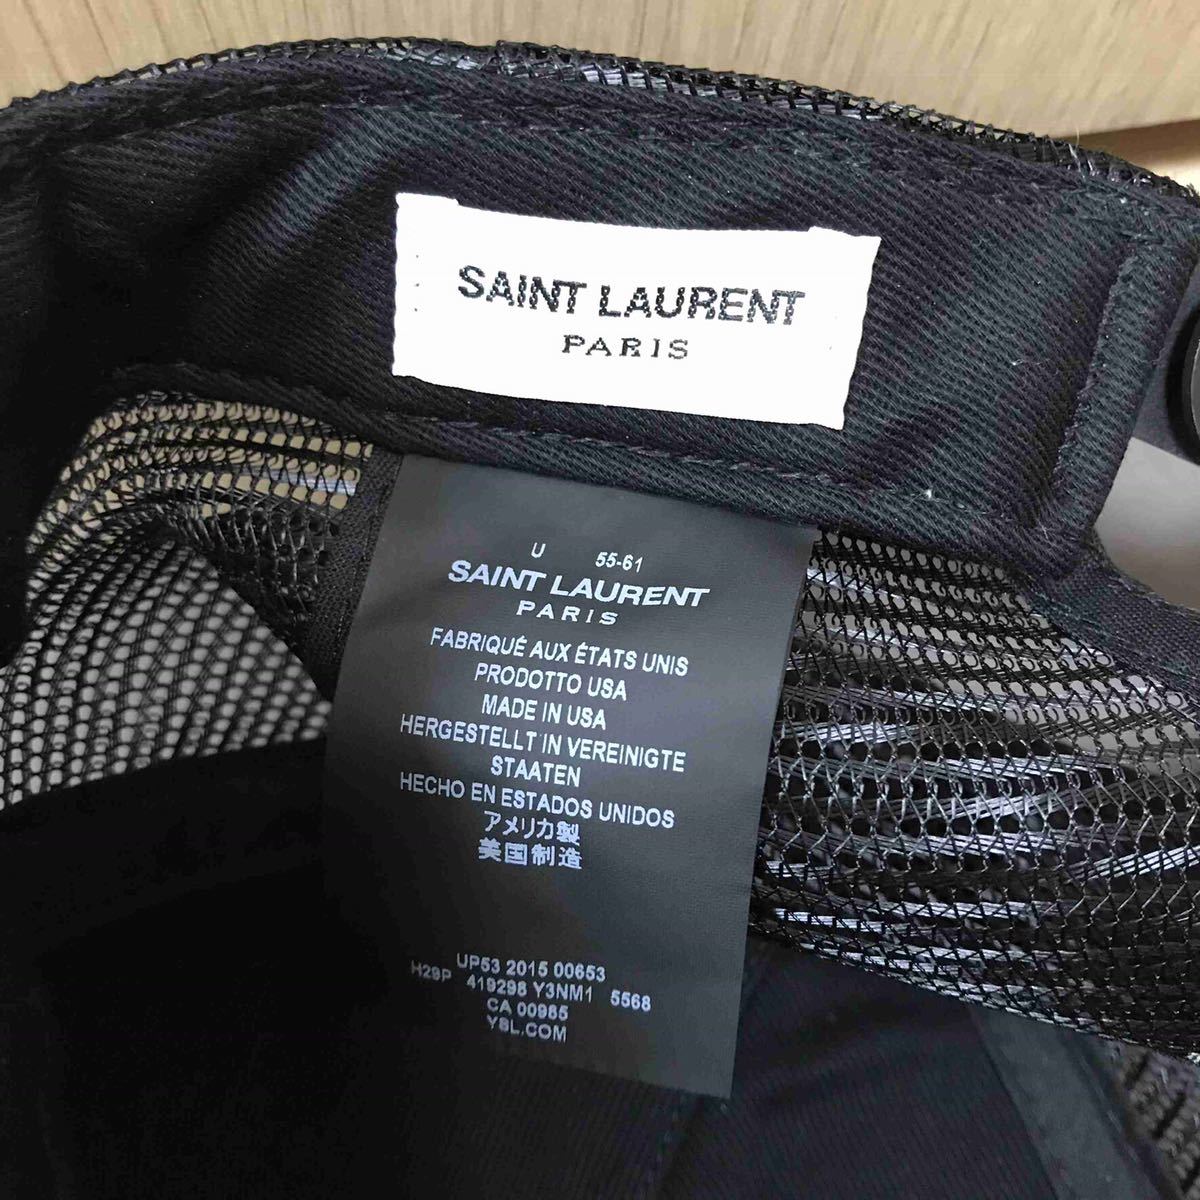 SAINT LAURENT
PARIS
U 55-61
SAINT LAURENT
PARIS
FABRIQUÉ AUX ÉTATS UNIS
PRODOTTO USA
MADE IN USA
HERGESTELLT IN VEREINIGTE
STAATEN
HECHO EN ESTADOS UNIDOS
アメリカ製
美国制造
UP53 2015 00653
H29P 419298 Y3NM1 5568
CA 00985
YSL.COM